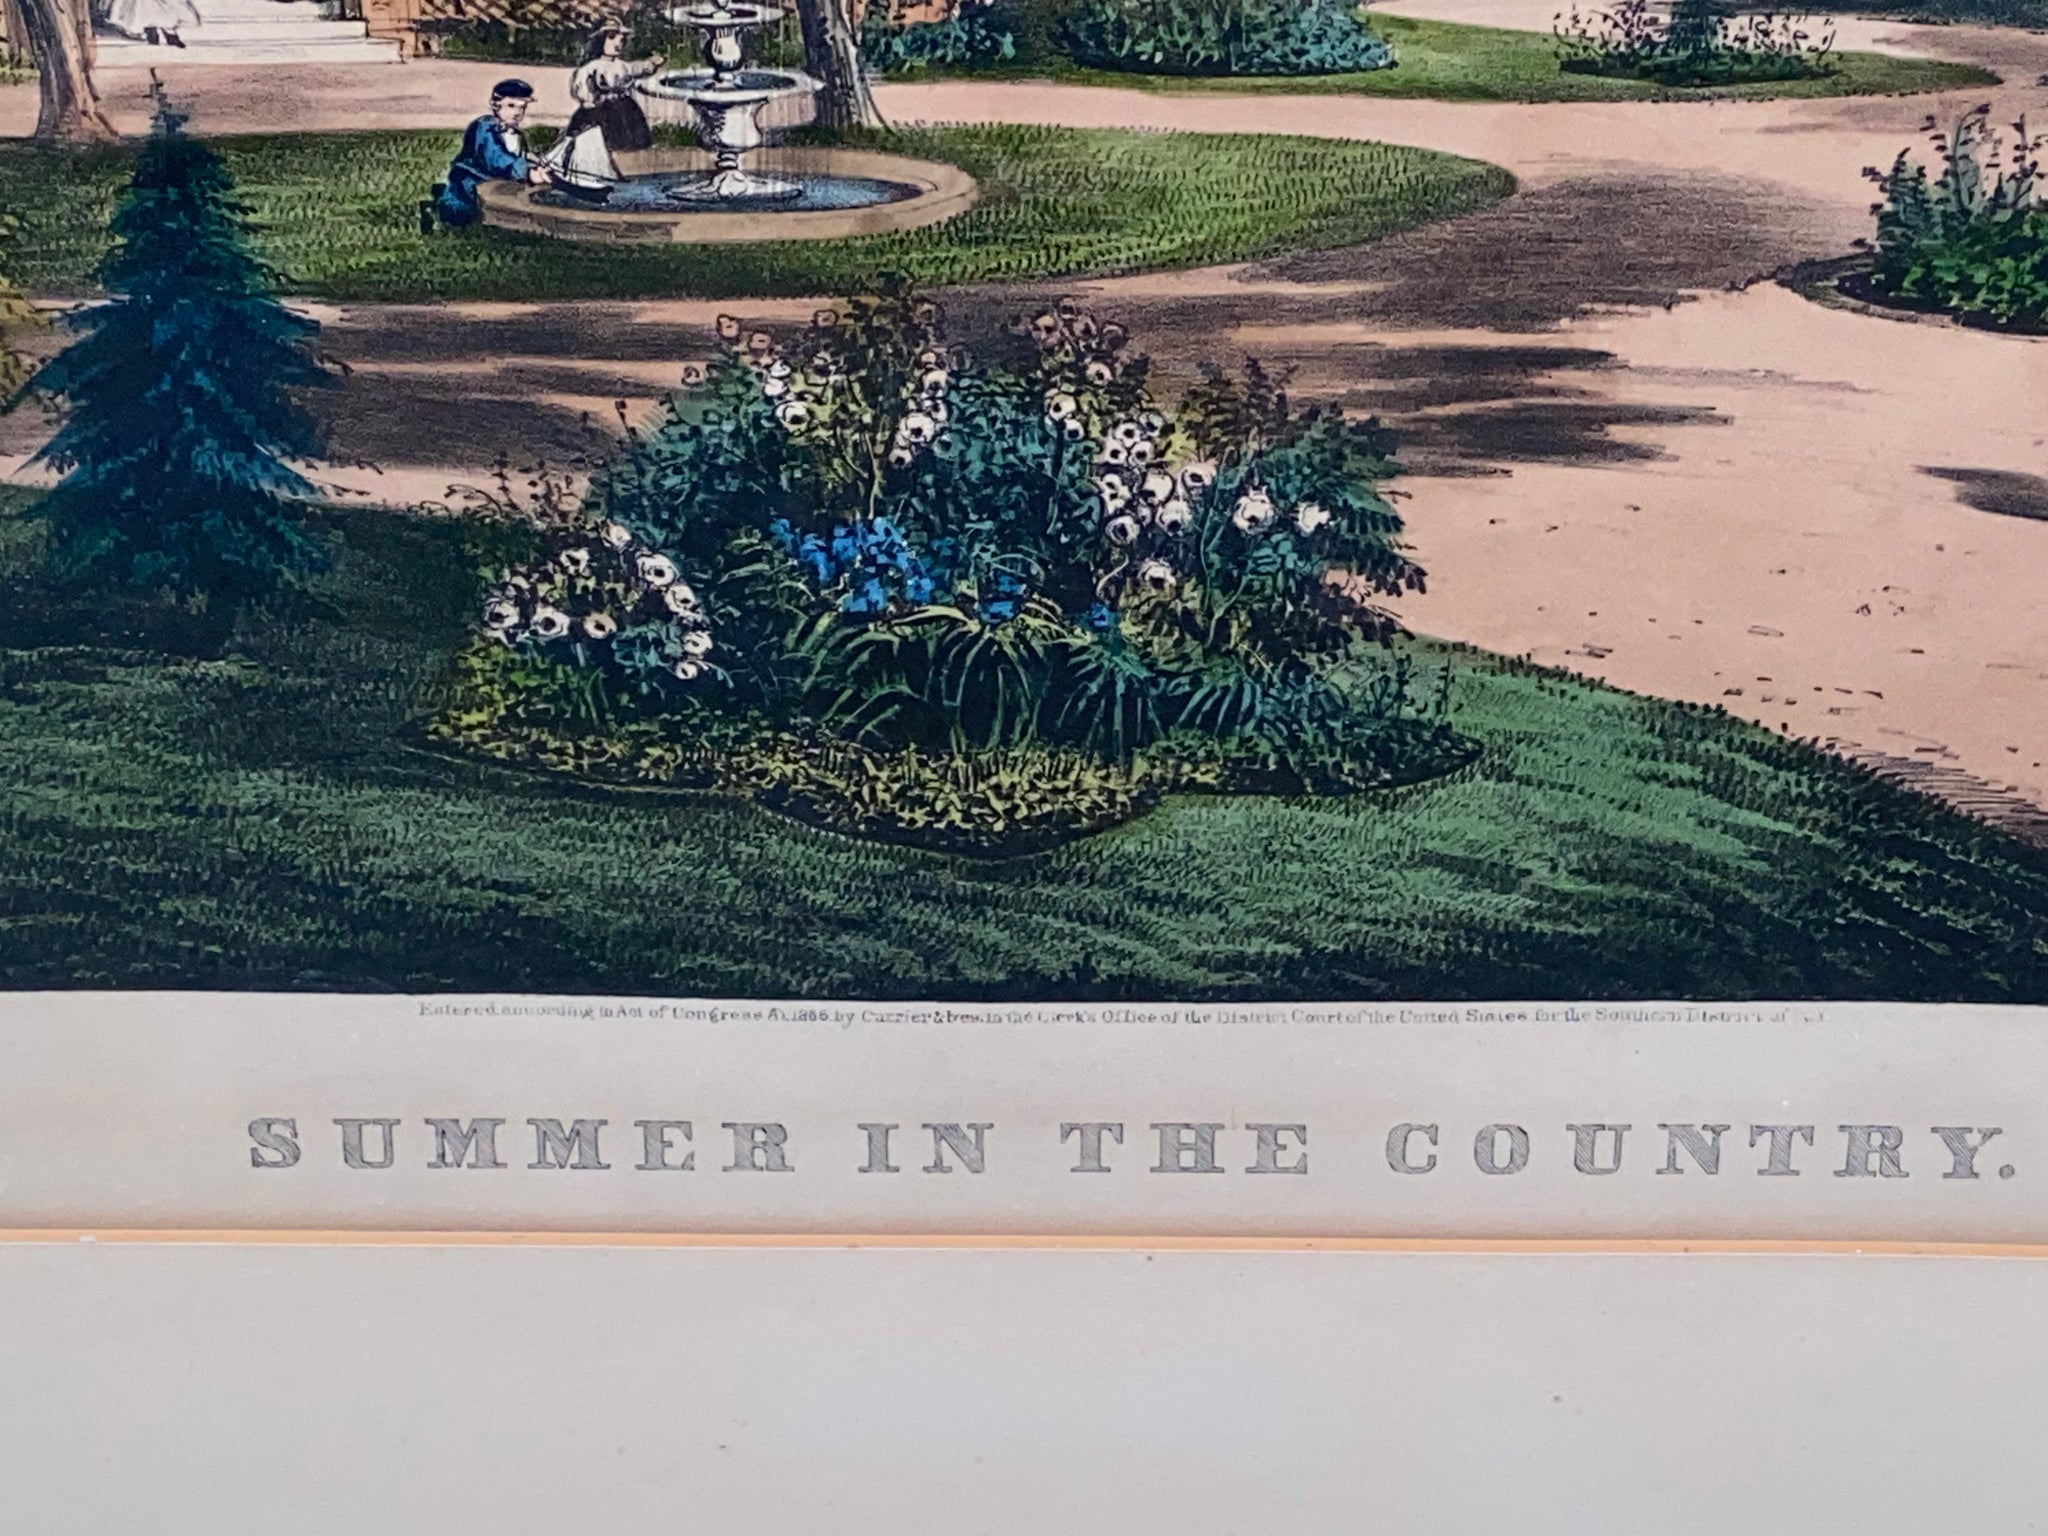 Entered according to Act of Congress A.D. 1866 by Currier & Ives, in the Clerk's Office of the District Court of the United States for the Southern District of
SUMMER IN THE COUNTRY.